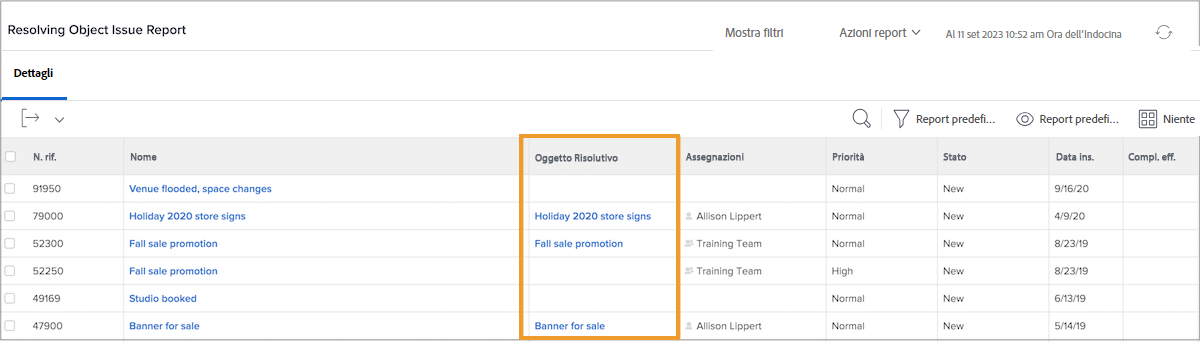 Resolving Object Issue Report
Mostra filtri Azioni report Al 11 set 2023 10:52 am Ora dell'Indocina
Dettagli
Report predefi... Report predefi... Niente
N. rif. Nome Oggetto Risolutivo Assegnazioni Priorità Stato Data ins. Compl. eff.
91950 Venue flooded, space changes Normal New 9/16/20
79000 Holiday 2020 store signs Holiday 2020 store signs Allison Lippert Normal New 4/9/20
52300 Fall sale promotion Fall sale promotion Training Team Normal New 8/23/19
52250 Fall sale promotion Training Team High New 8/23/19
49169 Studio booked Normal New 6/13/19
47900 Banner for sale Banner for sale Allison Lippert Normal New 5/14/19